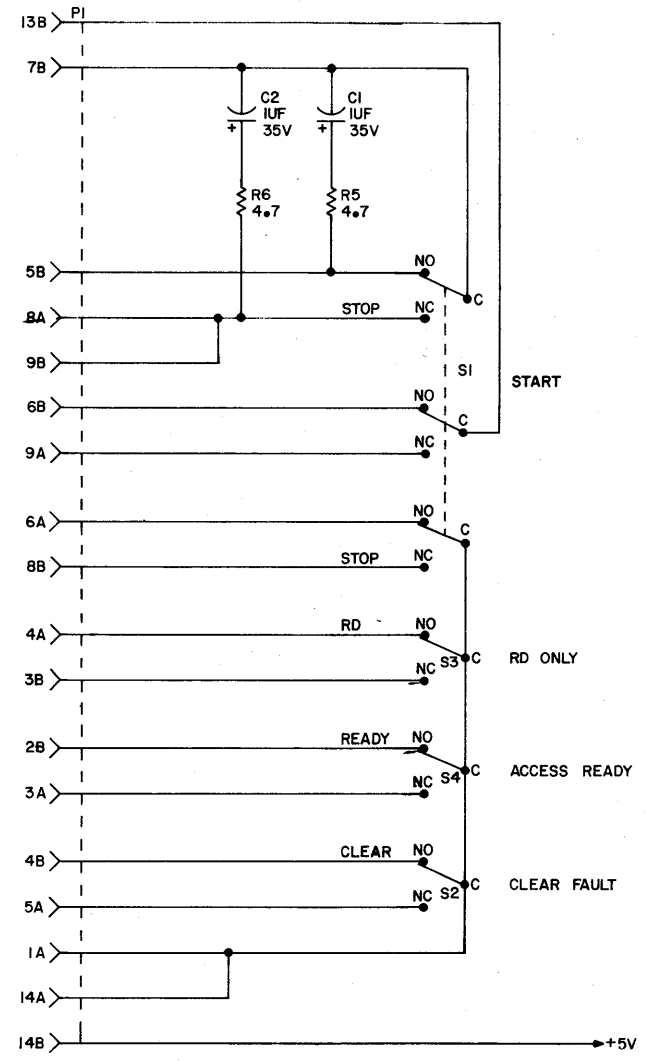 13B P1
7B
C2 C1
1UF 1UF
+ 35V + 35V
R6 R5
4.7 4.7
5B NO
C
8A STOP NC
9B
S1
START
6B NO
C
9A NC
6A NO
C
8B STOP NC
4A RD NO
S3 C RD ONLY
3B NC
2B READY NO
S4 C ACCESS READY
3A NC
4B CLEAR NO
S2 C CLEAR FAULT
5A NC
1A
14A
14B +5V